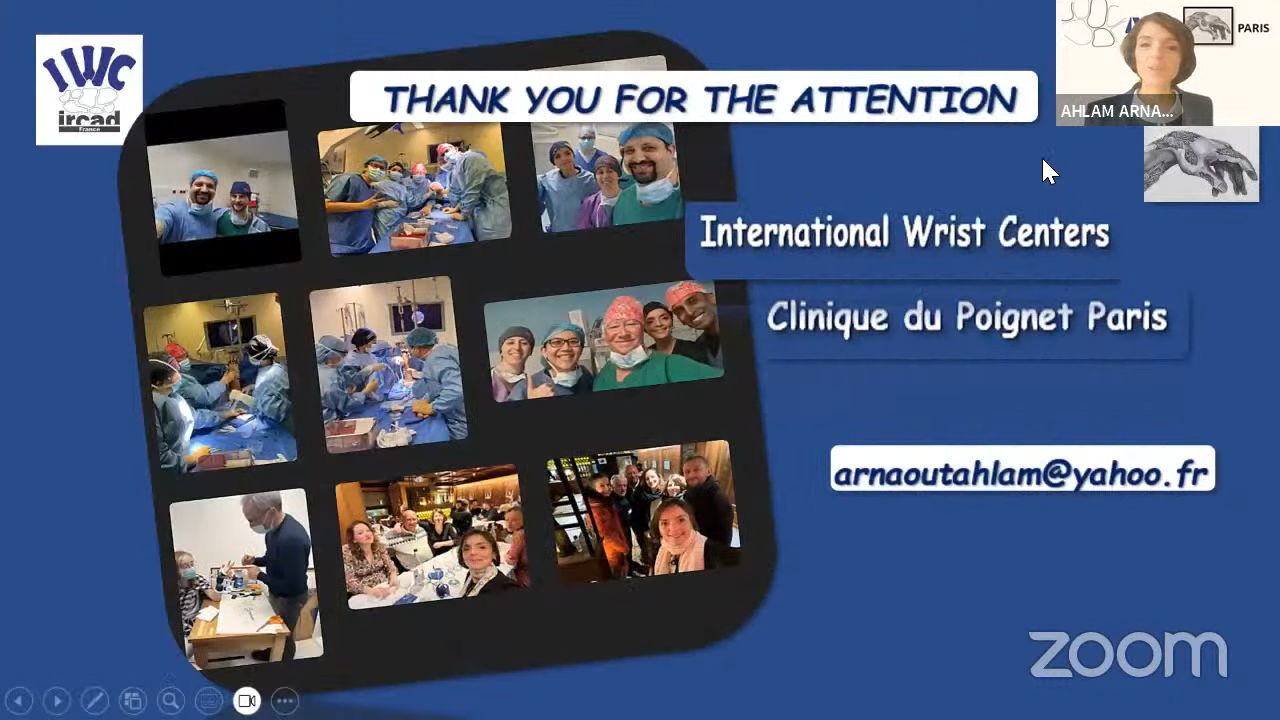 IWC
ircad
France
THANK YOU FOR THE ATTENTION
PARIS
AHLAM ARNA...
International Wrist Centers
Clinique du Poignet Paris
arnaoutahlam@yahoo.fr
zoom